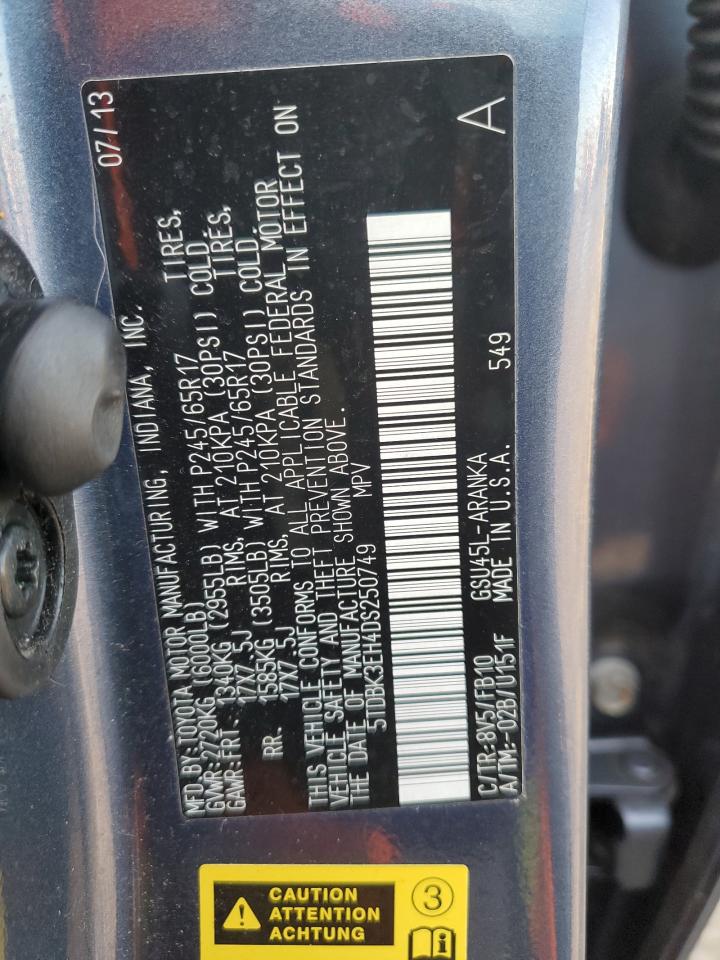 07/13
MFD.BY:TOYOTA MOTOR MANUFACTURING, INDIANA, INC.
GVWR:2720KG(6000LB)
GAWR:FRT. 1340KG (2955LB) WITH P245/65R17 TIRES,
17X7.5J RIMS, AT 210KPA (30PSI) COLD
RR. 1585KG (3505LB) WITH P245/65R17 TIRES,
17X7.5J RIMS, AT 210KPA (30PSI) COLD.
THIS VEHICLE CONFORMS TO ALL APPLICABLE FEDERAL MOTOR
VEHICLE SAFETY AND THEFT PREVENTION STANDARDS IN EFFECT ON
THE DATE OF MANUFACTURE SHOWN ABOVE.
5TDBK3EH4DS250749 MPV
A
C/TR:8V5/FB10 GSU45L-ARANKA 549
A/TM:-02B/U151F MADE IN U.S.A.
CAUTION
ATTENTION
ACHTUNG
3